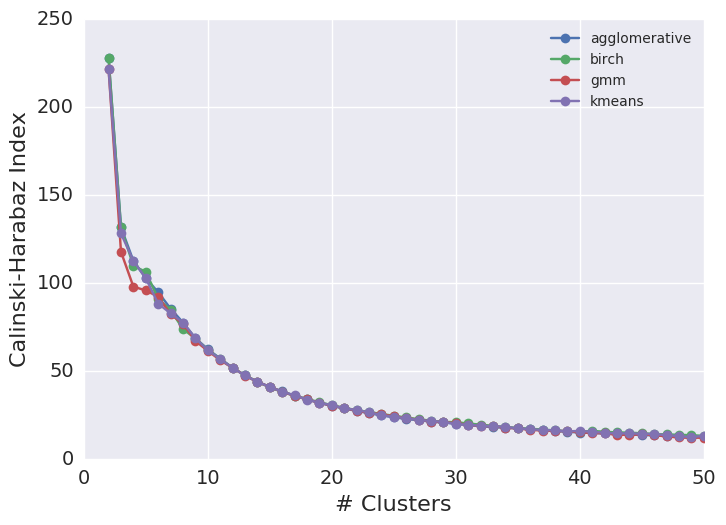 250
200
150
100
50
0
0 10 20 30 40 50
Calinski-Harabaz Index
# Clusters
agglomerative
birch
gmm
kmeans